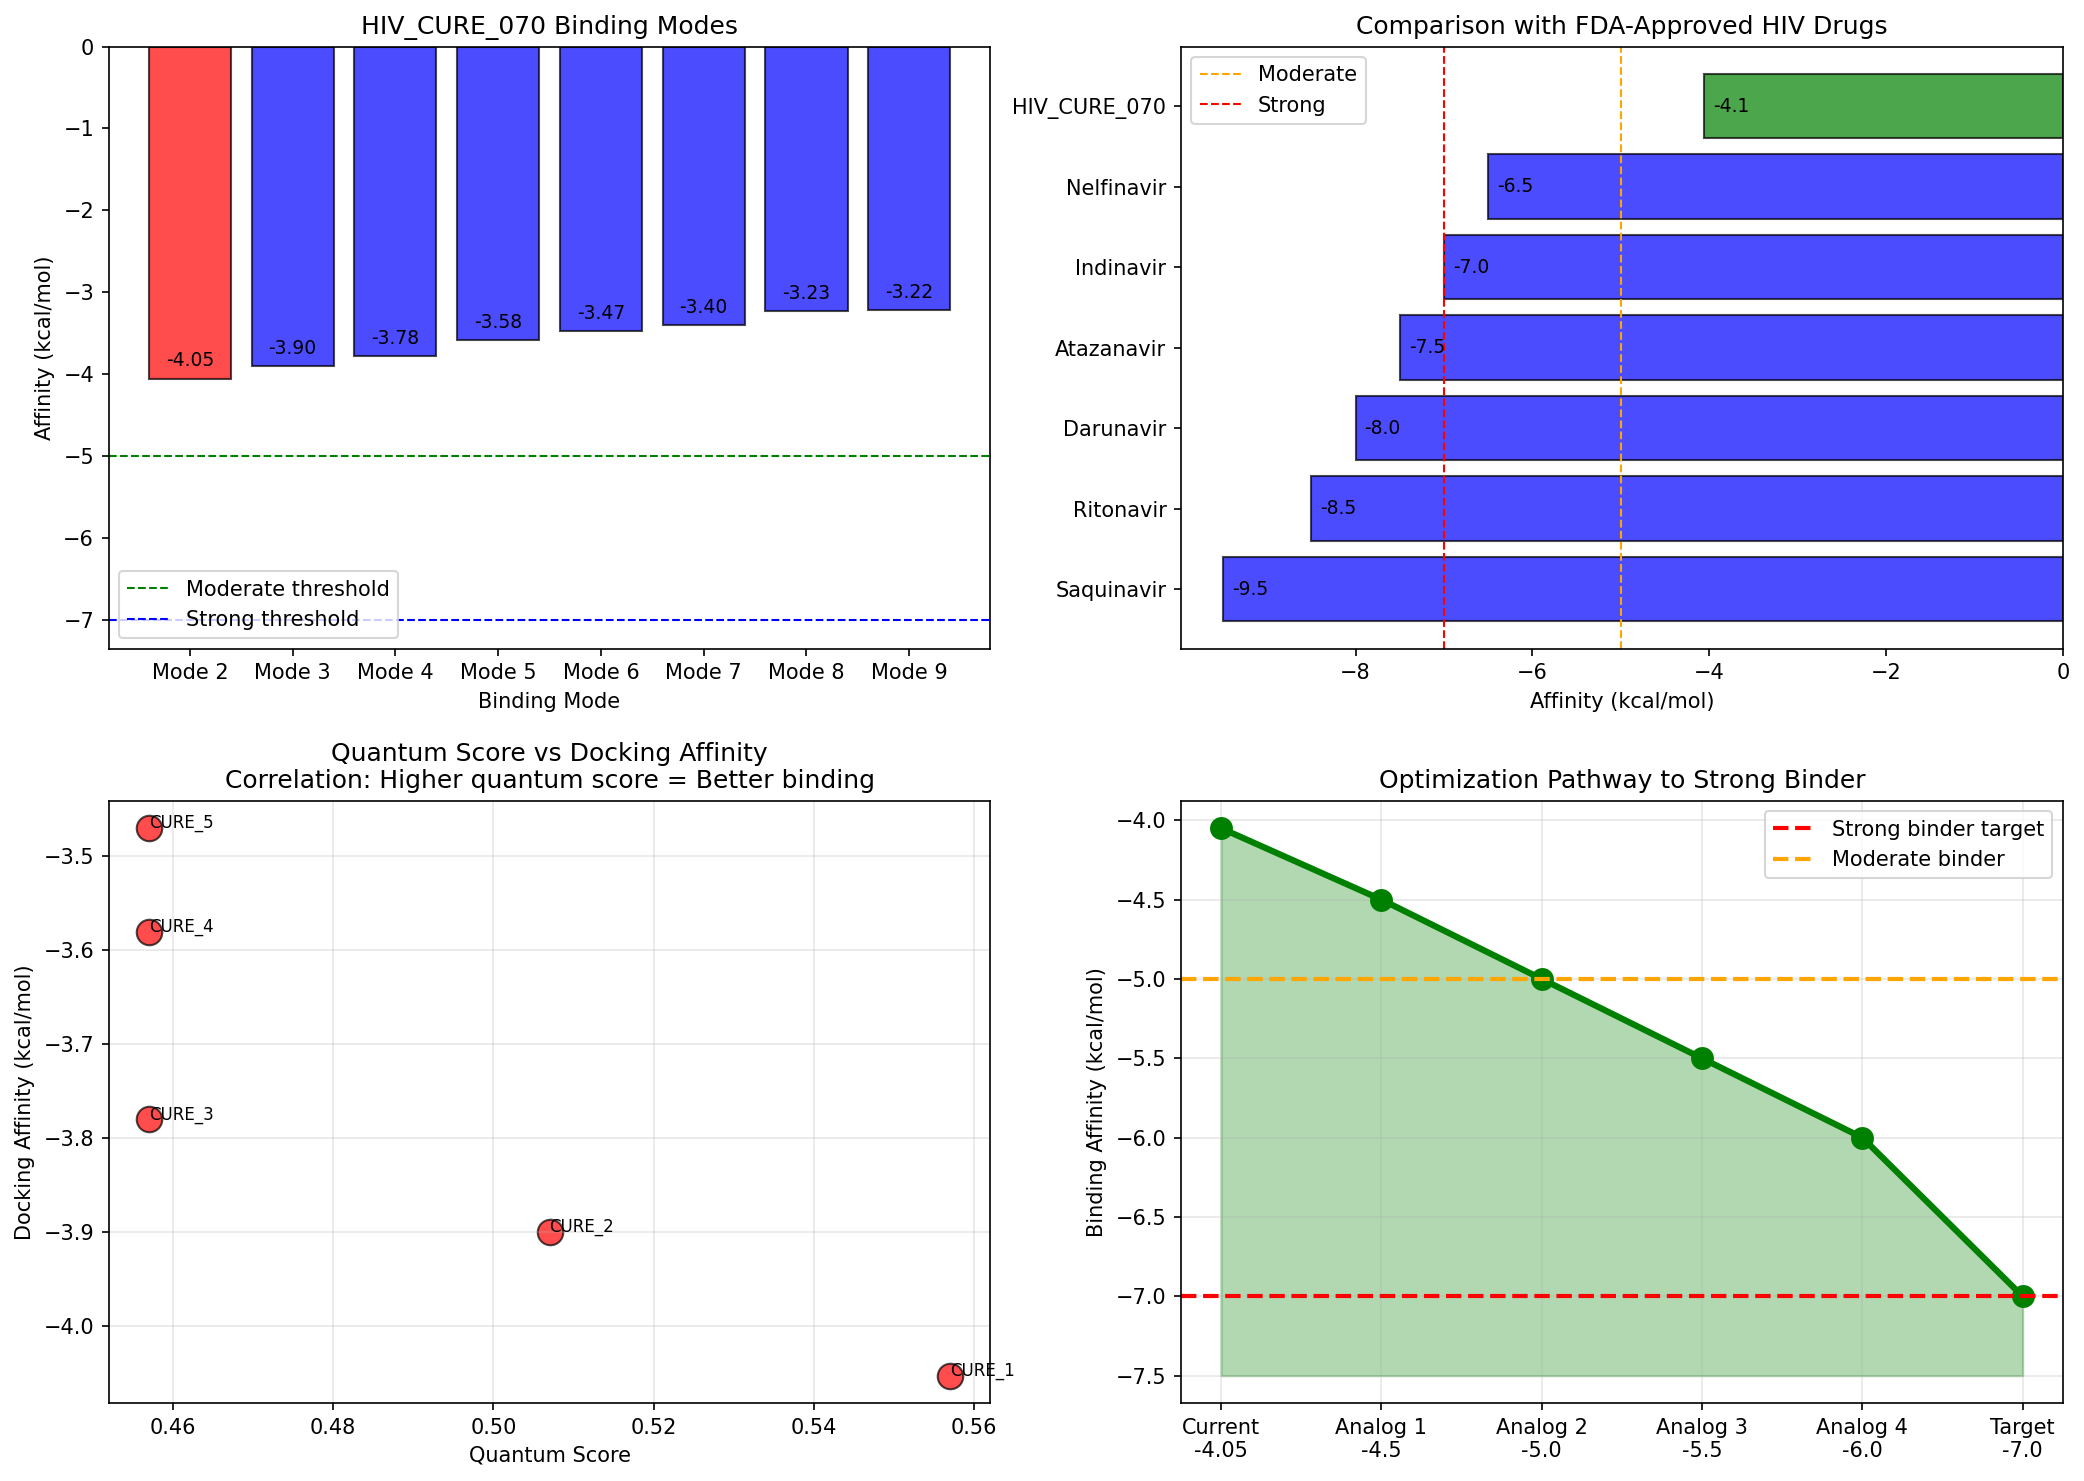 HIV_CURE_070 Binding Modes
Affinity (kcal/mol)
0
−1
−2
−3
−4
−5
−6
−7
-4.05
-3.90
-3.78
-3.58
-3.47
-3.40
-3.23
-3.22
Moderate threshold
Strong threshold
Mode 2 Mode 3 Mode 4 Mode 5 Mode 6 Mode 7 Mode 8 Mode 9
Binding Mode
Comparison with FDA-Approved HIV Drugs
Moderate
Strong
HIV_CURE_070 -4.1
Nelfinavir -6.5
Indinavir -7.0
Atazanavir -7.5
Darunavir -8.0
Ritonavir -8.5
Saquinavir -9.5
−8 −6 −4 −2 0
Affinity (kcal/mol)
Quantum Score vs Docking Affinity
Correlation: Higher quantum score = Better binding
Docking Affinity (kcal/mol)
−3.5
−3.6
−3.7
−3.8
−3.9
−4.0
CURE_5
CURE_4
CURE_3
CURE_2
CURE_1
0.46 0.48 0.50 0.52 0.54 0.56
Quantum Score
Optimization Pathway to Strong Binder
Binding Affinity (kcal/mol)
−4.0
−4.5
−5.0
−5.5
−6.0
−6.5
−7.0
−7.5
Strong binder target
Moderate binder
Current Analog 1 Analog 2 Analog 3 Analog 4 Target
-4.05 -4.5 -5.0 -5.5 -6.0 -7.0